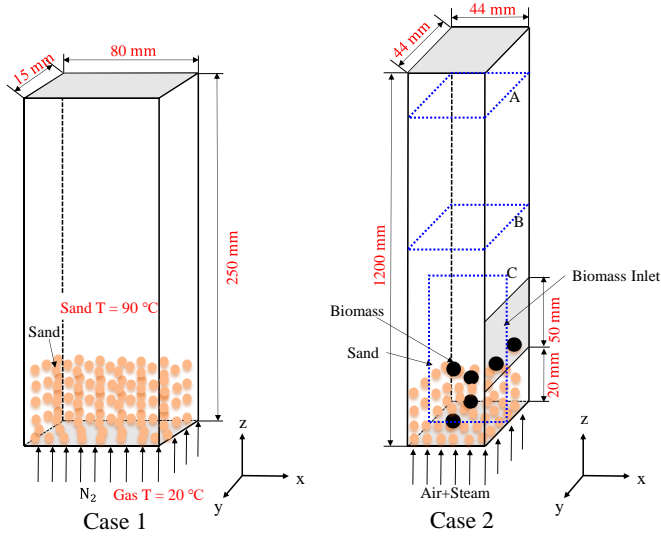 15 mm
80 mm
250 mm
Sand T = 90 ℃
Sand
N₂
Gas T = 20 ℃
z
x
y
Case 1
44 mm
44 mm
1200 mm
A
B
C
Biomass Inlet
Biomass
Sand
50 mm
20 mm
Air+Steam
z
x
y
Case 2